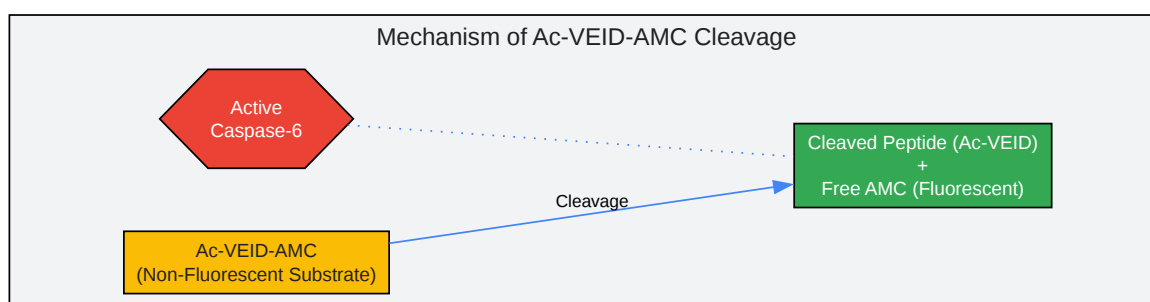 Mechanism of Ac-VEID-AMC Cleavage
Active
Caspase-6
Cleaved Peptide (Ac-VEID)
+
Free AMC (Fluorescent)
Cleavage
Ac-VEID-AMC
(Non-Fluorescent Substrate)